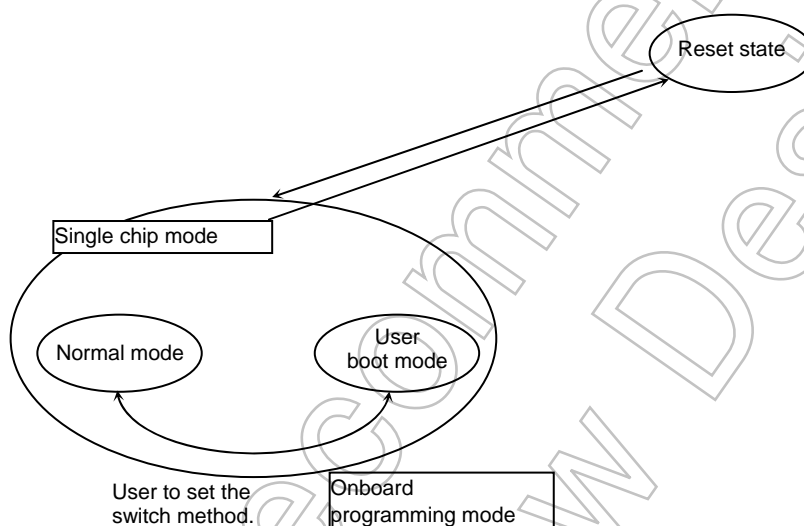 Reset state
Single chip mode
Normal mode
User
boot mode
User to set the
switch method.
Onboard
programming mode